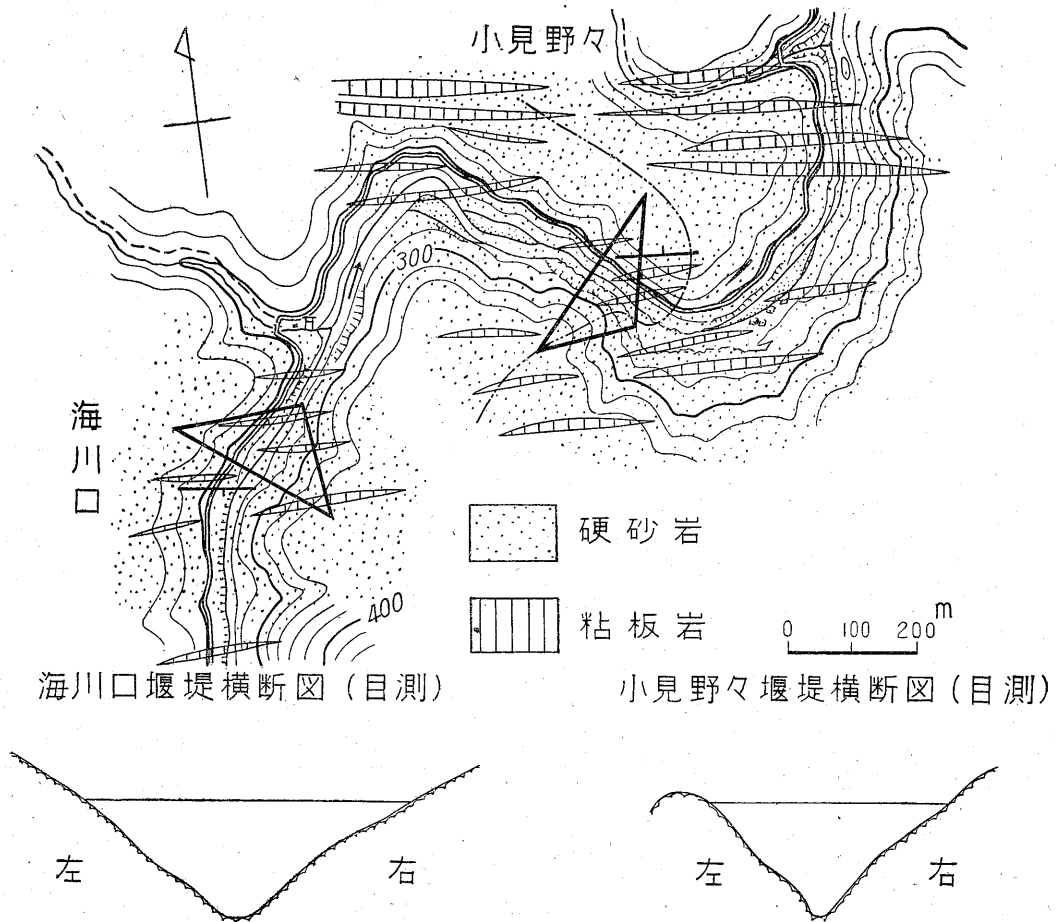 小見野々
300
海川口
硬砂岩
粘板岩
400
0 100 200 m
海川口堰堤横断図(目測)
小見野々堰堤横断図(目測)
左 右
左 右